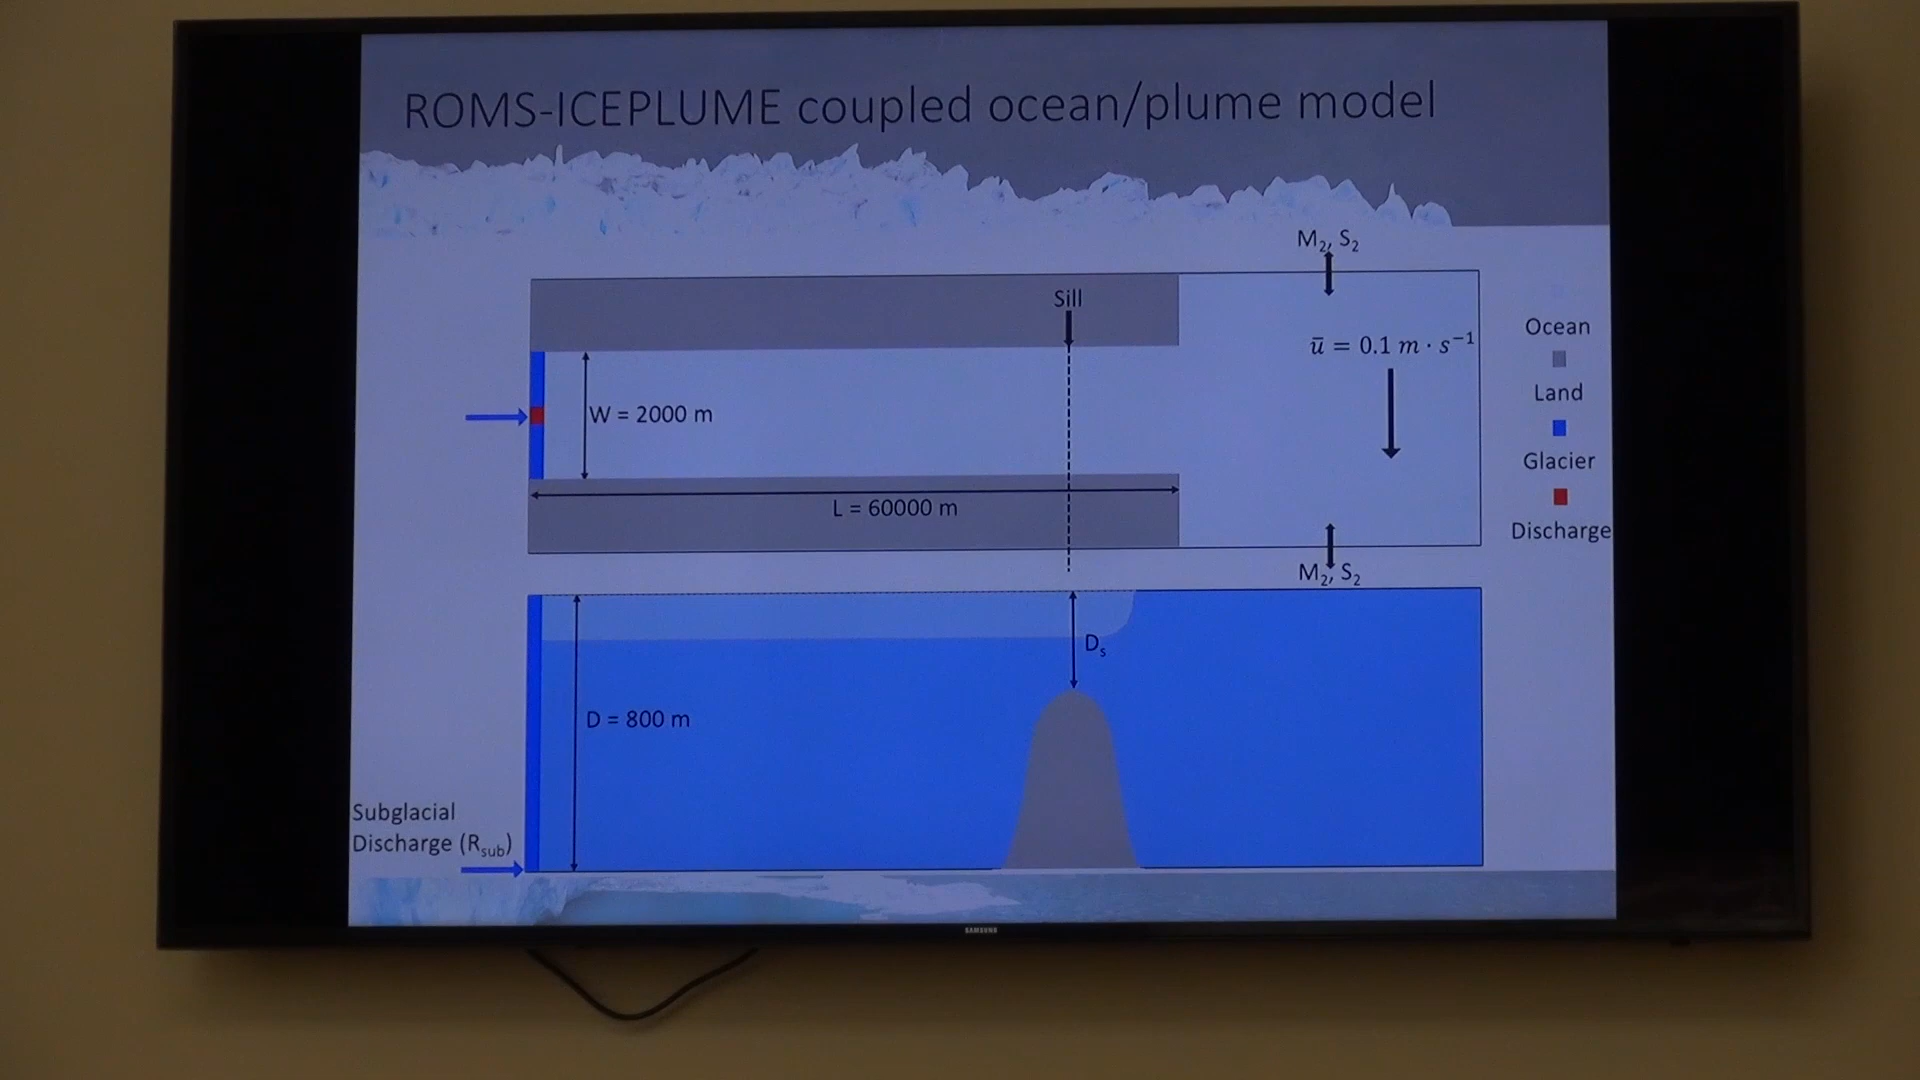 ROMS-ICEPLUME coupled ocean/plume model
M₂, S₂
Sill
ū = 0.1 m · s⁻¹
Ocean
Land
W = 2000 m
Glacier
L = 60000 m
Discharge
M₂, S₂
Dₛ
D = 800 m
Subglacial
Discharge (Rsub)
SAMSUNG